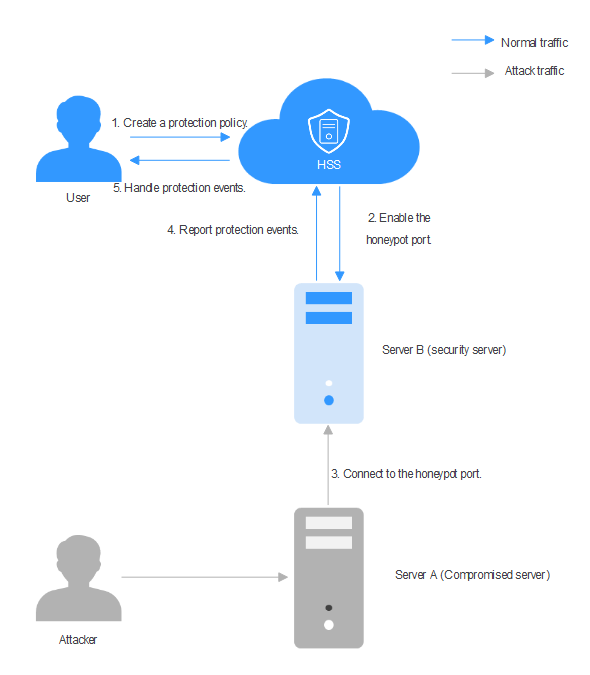 Normal traffic
Attack traffic
1. Create a protection policy.
HSS
5. Handle protection events.
User
4. Report protection events.
2. Enable the
honeypot port.
Server B (security server)
3. Connect to the honeypot port.
Server A (Compromised server)
Attacker